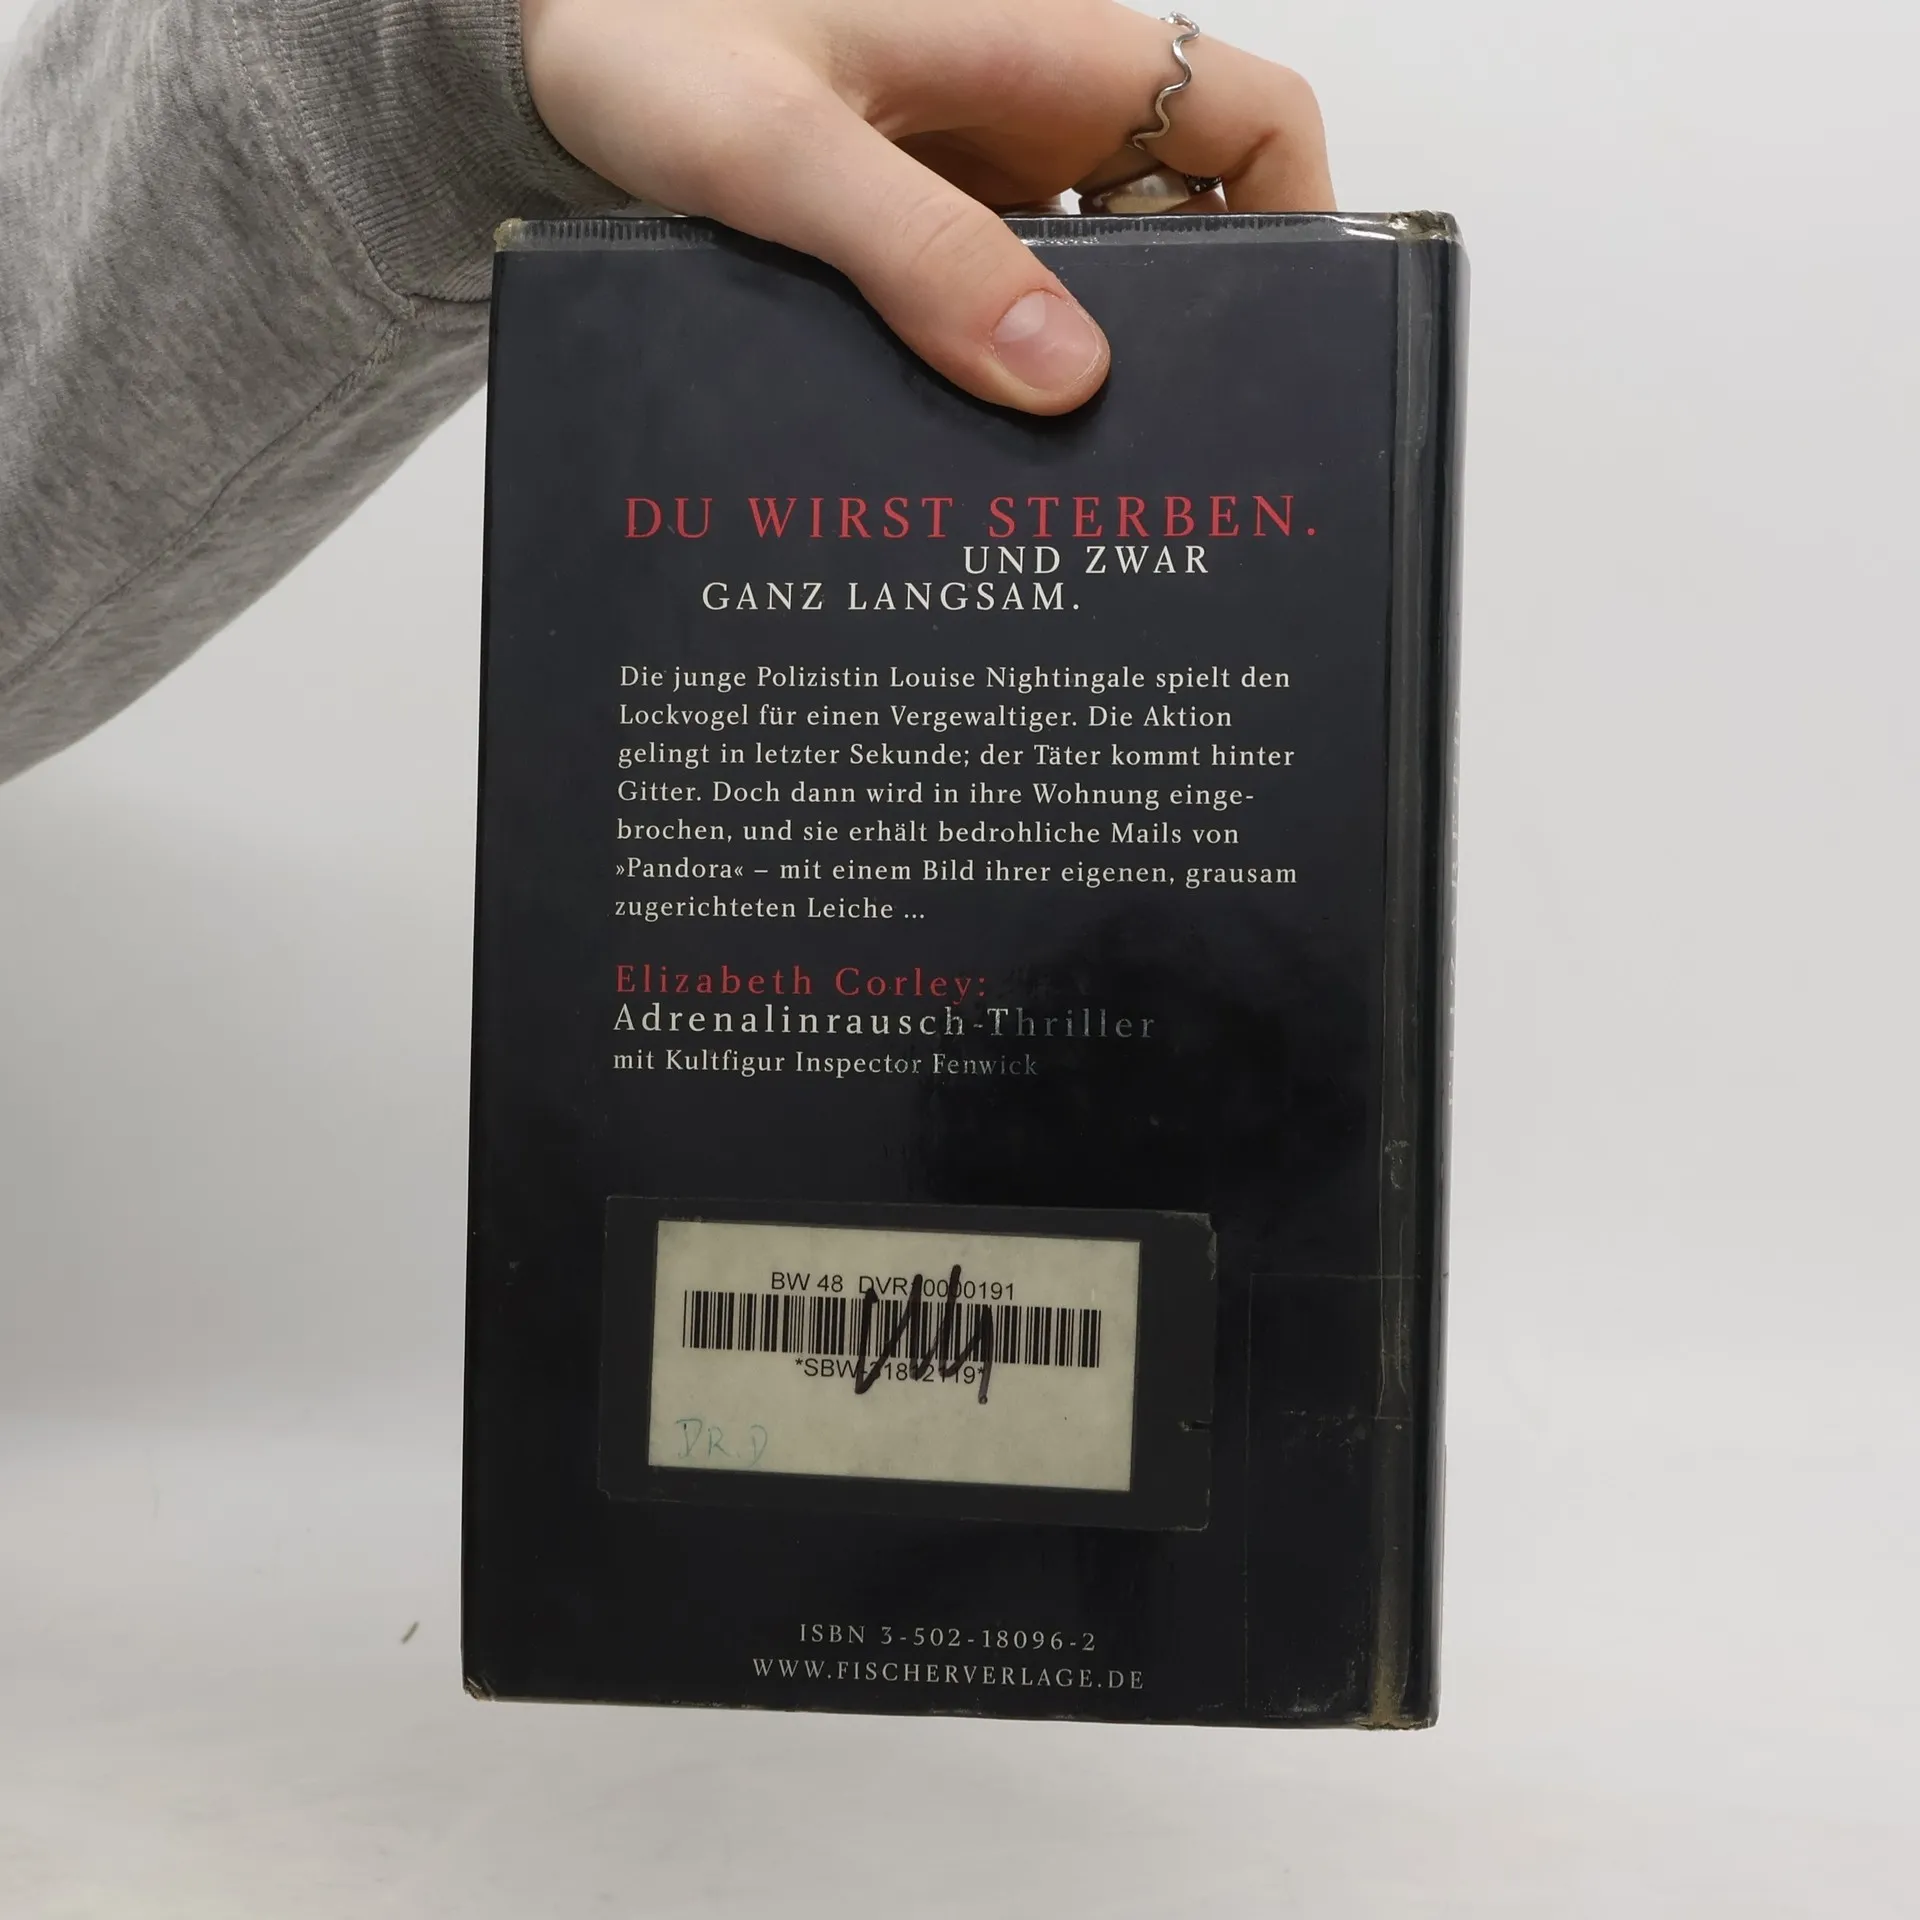 DU WIRST STERBEN.
UND ZWAR
GANZ LANGSAM.
Die junge Polizistin Louise Nightingale spielt den
Lockvogel für einen Vergewaltiger. Die Aktion
gelingt in letzter Sekunde; der Täter kommt hinter
Gitter. Doch dann wird in ihre Wohnung einge-
brochen, und sie erhält bedrohliche Mails von
»Pandora« – mit einem Bild ihrer eigenen, grausam
zugerichteten Leiche ...
Elizabeth Corley:
Adrenalinrausch-Thriller
mit Kultfigur Inspector Fenwick
BW 48
*SBW-31812119*
DR.D
ISBN 3-502-18096-2
WWW.FISCHERVERLAGE.DE